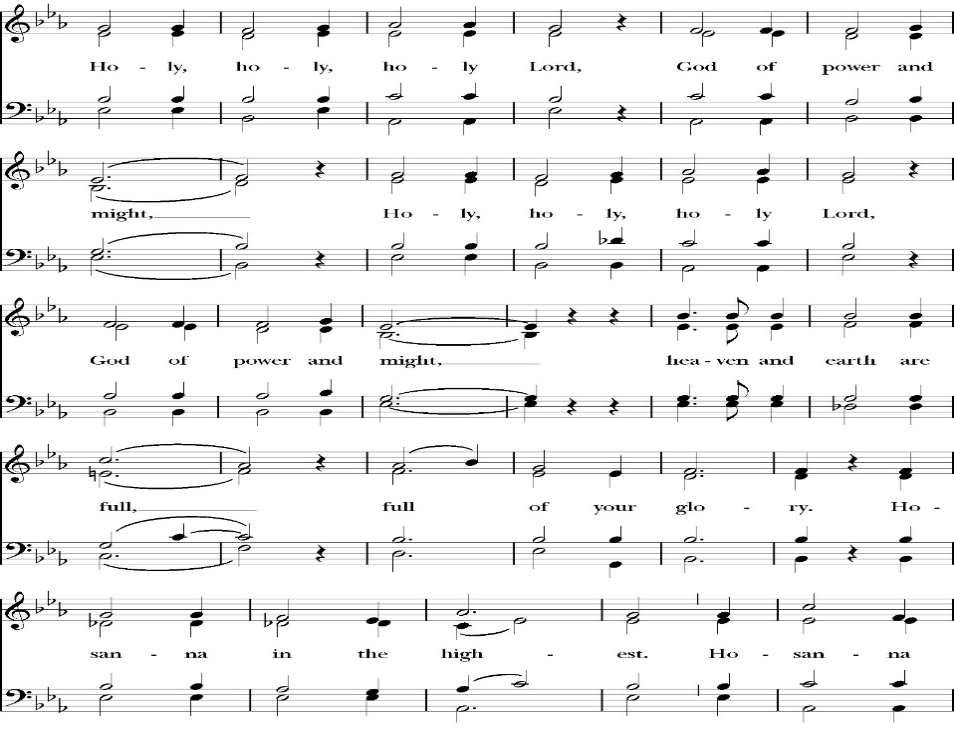 Ho - ly, ho - ly, ho - ly Lord, God of power and
might, Ho - ly, ho - ly, ho - ly Lord,
God of power and might, hea - ven and earth are
full, full of your glo - ry. Ho -
san - na in the high - est. Ho - san - na